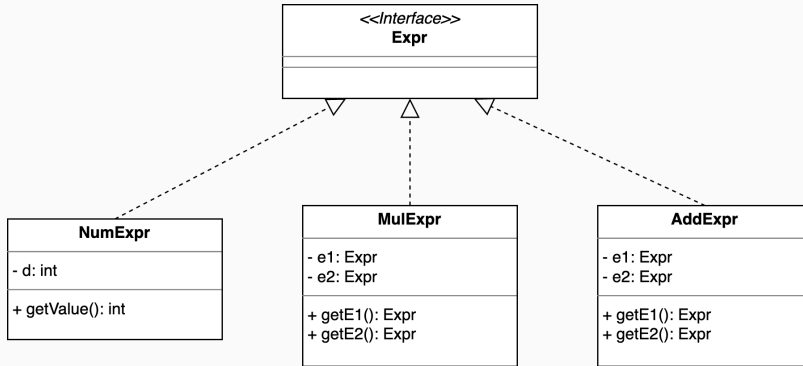 <<Interface>>
Expr
NumExpr
- d: int
+ getValue(): int
MulExpr
- e1: Expr
- e2: Expr
+ getE1(): Expr
+ getE2(): Expr
AddExpr
- e1: Expr
- e2: Expr
+ getE1(): Expr
+ getE2(): Expr